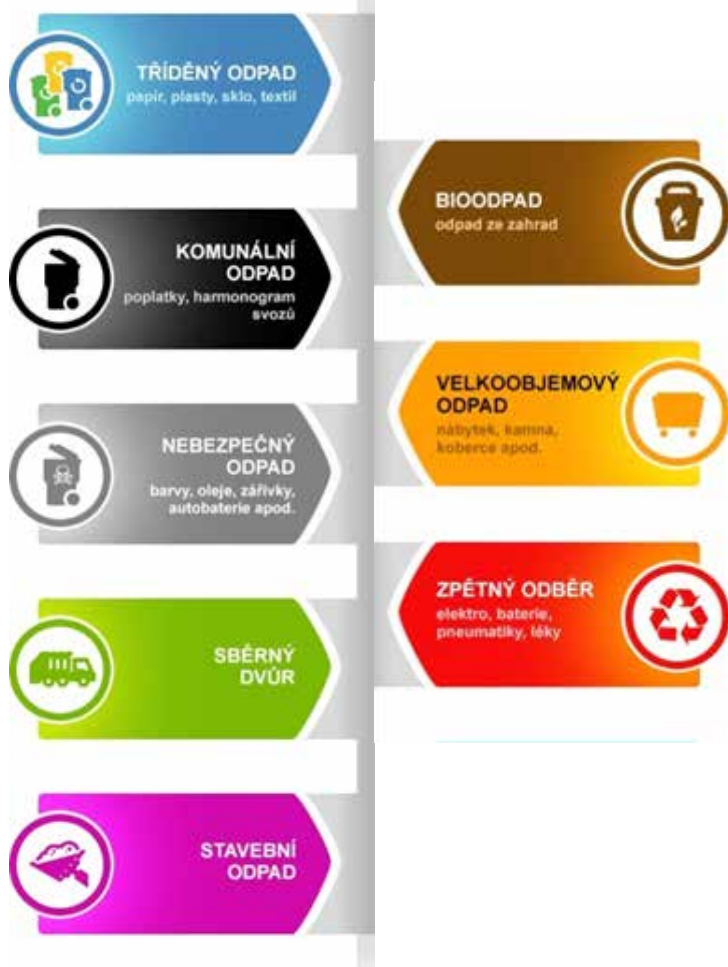 TŘÍDĚNÝ ODPAD
papír, plasty, sklo, textil
KOMUNÁLNÍ
ODPAD
poplatky, harmonogram
svozů
NEBEZPEČNÝ
ODPAD
barvy, oleje, zářivky,
autobaterie apod.
SBĚRNÝ
DVŮR
STAVEBNÍ
ODPAD
BIOODPAD
odpad ze zahrad
VELKOOBJEMOVÝ
ODPAD
nábytek, kamna,
koberce apod.
ZPĚTNÝ ODBĚR
elektro, baterie,
pneumatiky, léky